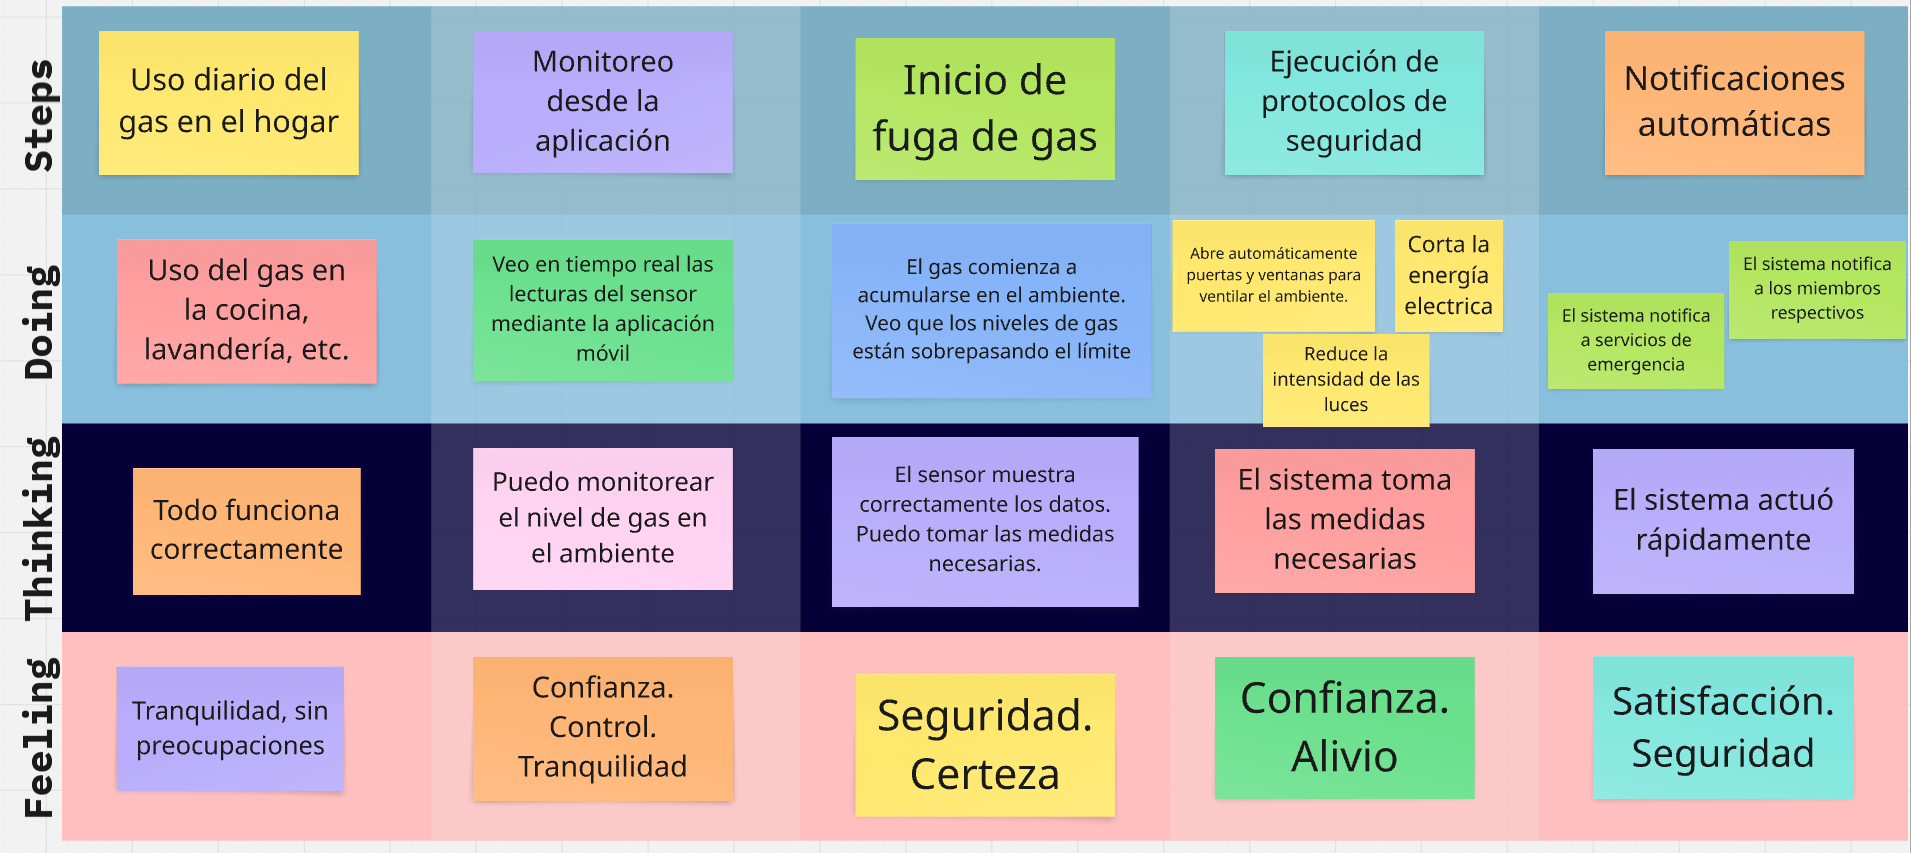 Steps
Uso diario del
gas en el hogar
Monitoreo
desde la
aplicación
Inicio de
fuga de gas
Ejecución de
protocolos de
seguridad
Notificaciones
automáticas
Doing
Uso del gas en
la cocina,
lavandería, etc.
Veo en tiempo real las
lecturas del sensor
mediante la aplicación
móvil
El gas comienza a
acumularse en el ambiente.
Veo que los niveles de gas
están sobrepasando el límite
Abre automáticamente
puertas y ventanas para
ventilar el ambiente.
Corta la
energía
electrica
Reduce la
intensidad de las
luces
El sistema notifica
a servicios de
emergencia
El sistema notifica
a los miembros
respectivos
Thinking
Todo funciona
correctamente
Puedo monitorear
el nivel de gas en
el ambiente
El sensor muestra
correctamente los datos.
Puedo tomar las medidas
necesarias.
El sistema toma
las medidas
necesarias
El sistema actuó
rápidamente
Feeling
Tranquilidad, sin
preocupaciones
Confianza.
Control.
Tranquilidad
Seguridad.
Certeza
Confianza.
Alivio
Satisfacción.
Seguridad